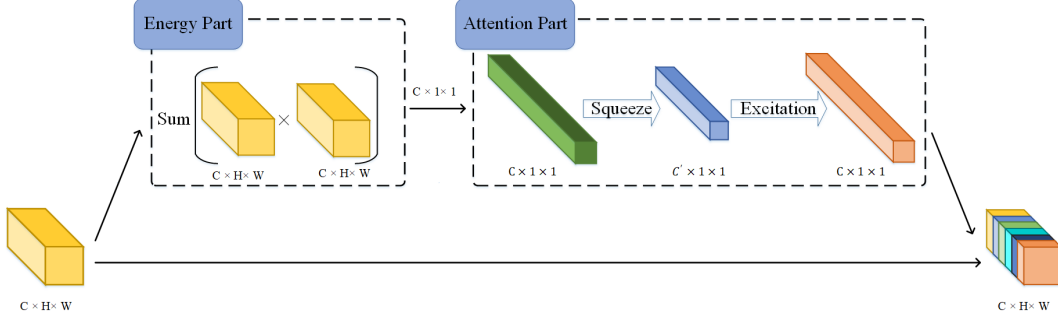 Energy Part
Attention Part
Sum
×
C × H× W
C × H× W
C × 1× 1
Squeeze
Excitation
C × 1 × 1
C′ × 1 × 1
C × 1 × 1
C × H× W
C × H× W